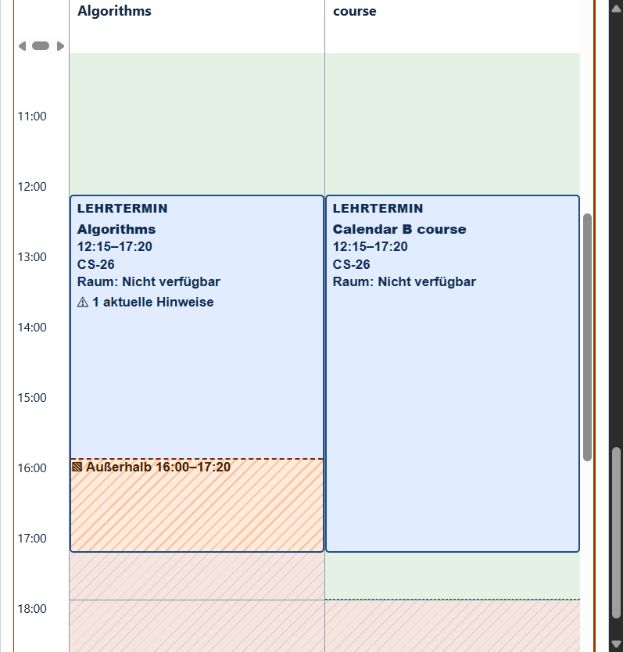 Algorithms
course
11:00
12:00
LEHRTERMIN
Algorithms
12:15–17:20
CS-26
Raum: Nicht verfügbar
⚠ 1 aktuelle Hinweise
LEHRTERMIN
Calendar B course
12:15–17:20
CS-26
Raum: Nicht verfügbar
13:00
14:00
15:00
16:00
Außerhalb 16:00–17:20
17:00
18:00